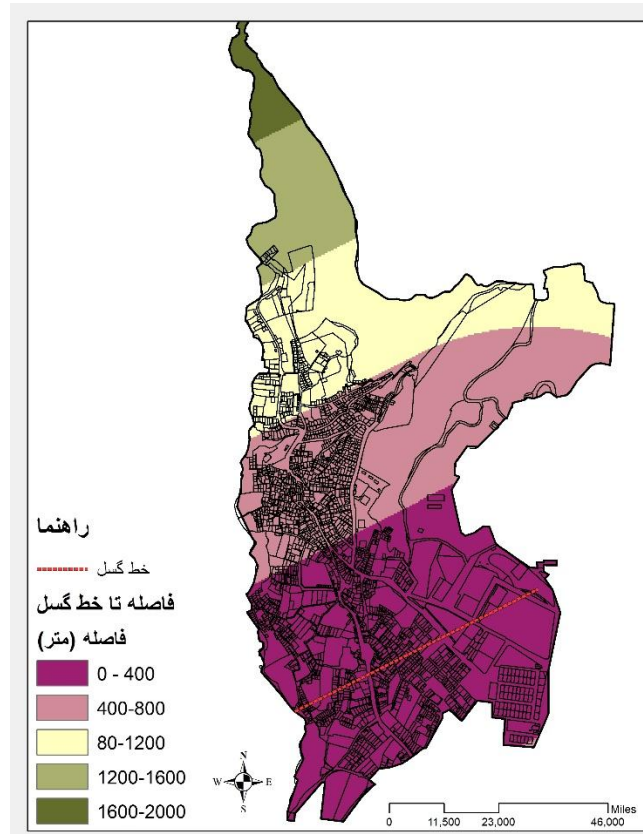 راهنما
خط گسل
فاصله تا خط گسل
فاصله (متر)
0 - 400
400-800
80-1200
1200-1600
1600-2000
N
W E
S
Miles
0 11,500 23,000 46,000